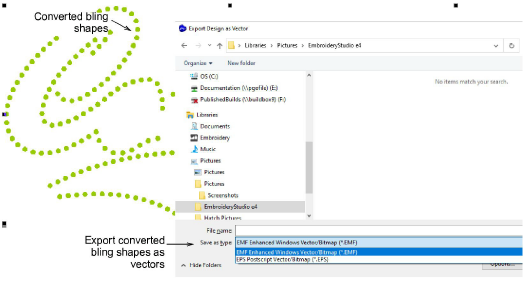 Converted bling
shapes
Export Design as Vector
Libraries > Pictures > EmbroideryStudio e4
Organize
New folder
OS (C:)
Documentation (\\pgefile) (E:)
PublishedBuilds (\\buildbox9) (F:)
No items match your search.
Libraries
Documents
Embroidery
Music
Pictures
Pictures
Pictures
Screenshots
EmbroideryStudio e4
Hatch Pictures
File name
Export converted
bling shapes as
vectors
Save as type
EMF Enhanced Windows Vector/Bitmap (*.EMF)
EMF Enhanced Windows Vector/Bitmap (*.EMF)
EPS Postscript Vector/Bitmap (*.EPS)
Hide Folders
Options...